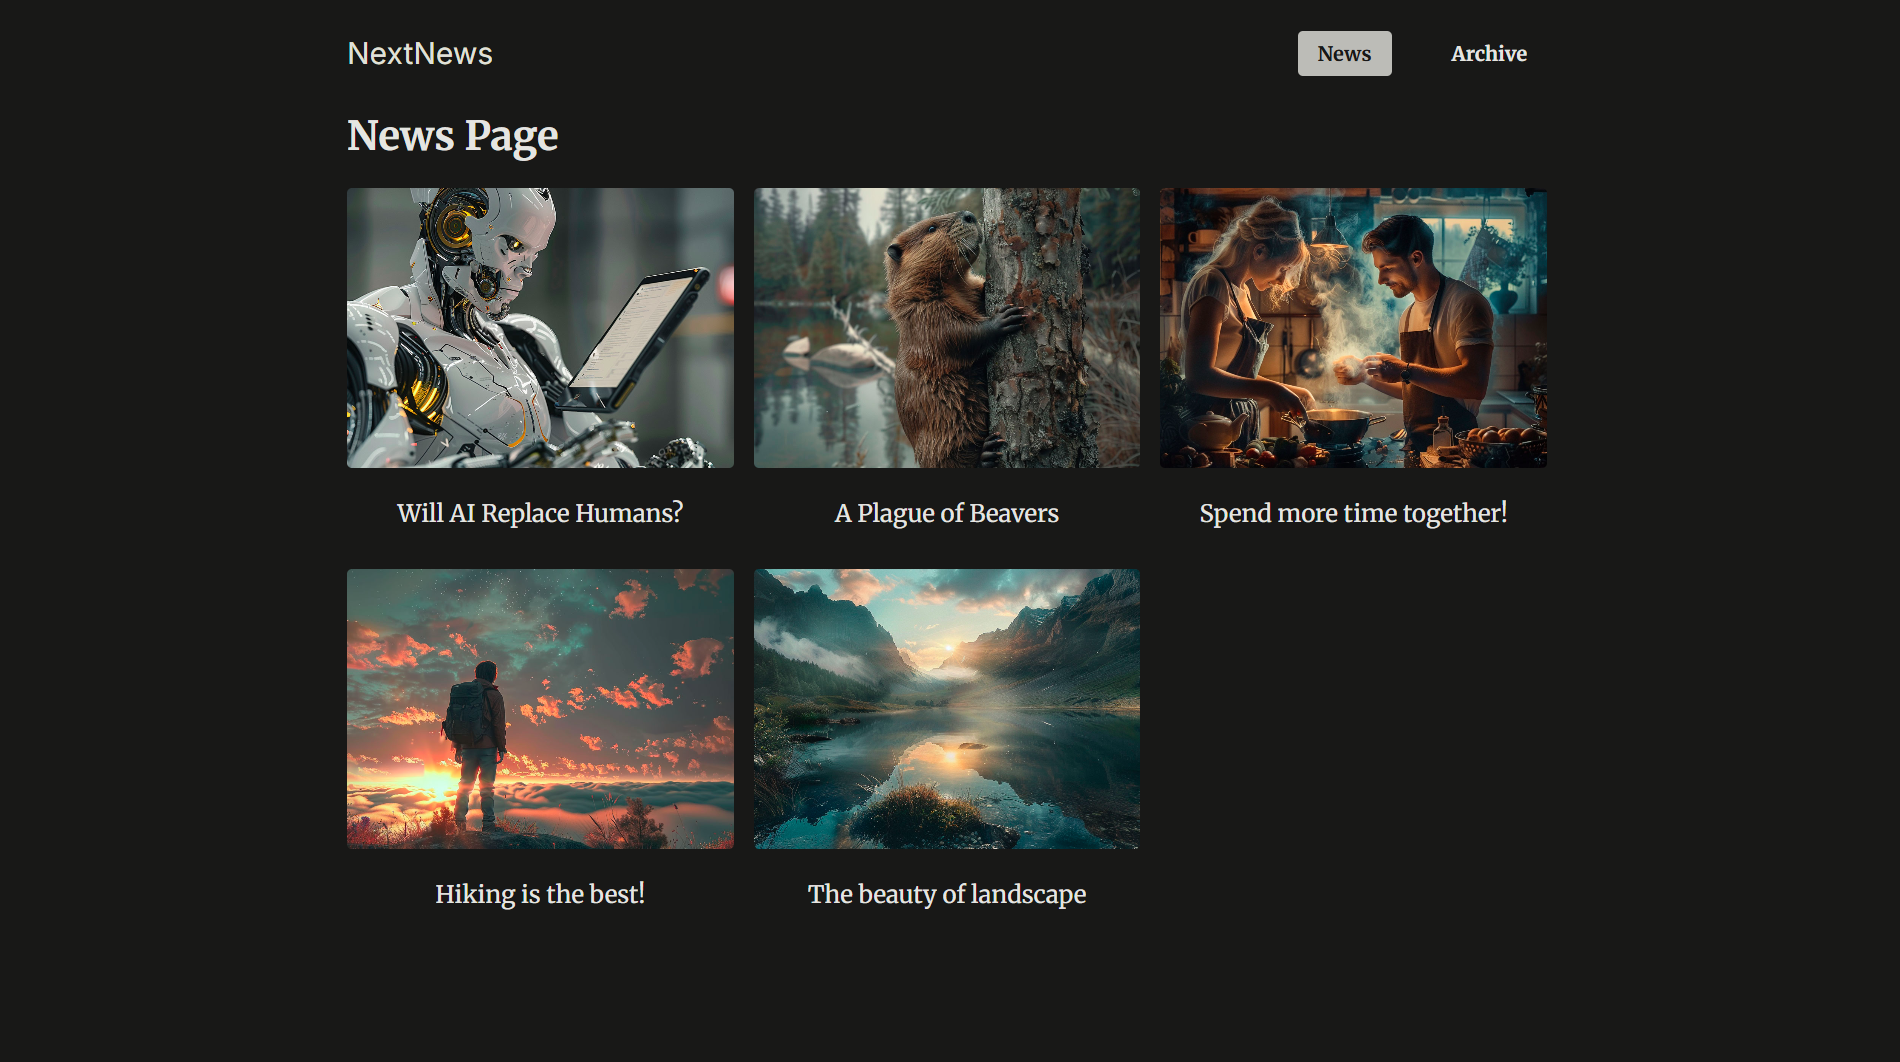 NextNews
News
Archive
News Page
Will AI Replace Humans?
A Plague of Beavers
Spend more time together!
Hiking is the best!
The beauty of landscape